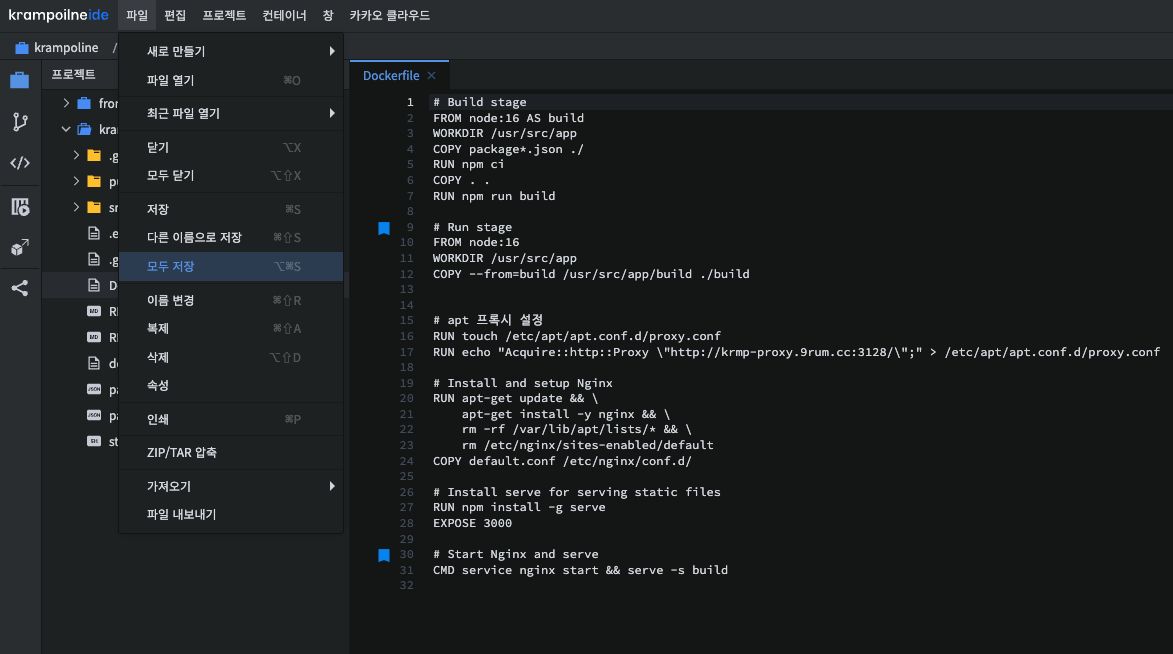 krampoilneide 파일 편집 프로젝트 컨테이너 창 카카오 클라우드
krampoline /
프로젝트
fron
kra
.g
pu
sr
.e
.g
D
MD RI
MD RI
de
JSON pa
JSON pa
SH st
새로 만들기
파일 열기 ⌘O
최근 파일 열기
닫기 ⌥X
모두 닫기 ⌥⇧X
저장 ⌘S
다른 이름으로 저장 ⌘⇧S
모두 저장 ⌥⌘S
이름 변경 ⌘⇧R
복제 ⌘⇧A
삭제 ⌥⇧D
속성
인쇄 ⌘P
ZIP/TAR 압축
가져오기
파일 내보내기
Dockerfile ×
1 # Build stage
2 FROM node:16 AS build
3 WORKDIR /usr/src/app
4 COPY package*.json ./
5 RUN npm ci
6 COPY . .
7 RUN npm run build
8
9 # Run stage
10 FROM node:16
11 WORKDIR /usr/src/app
12 COPY --from=build /usr/src/app/build ./build
13
14
15 # apt 프록시 설정
16 RUN touch /etc/apt/apt.conf.d/proxy.conf
17 RUN echo "Acquire::http::Proxy \"http://krmp-proxy.9rum.cc:3128/\";" > /etc/apt/apt.conf.d/proxy.conf
18
19 # Install and setup Nginx
20 RUN apt-get update && \
21 apt-get install -y nginx && \
22 rm -rf /var/lib/apt/lists/* && \
23 rm /etc/nginx/sites-enabled/default
24 COPY default.conf /etc/nginx/conf.d/
25
26 # Install serve for serving static files
27 RUN npm install -g serve
28 EXPOSE 3000
29
30 # Start Nginx and serve
31 CMD service nginx start && serve -s build
32